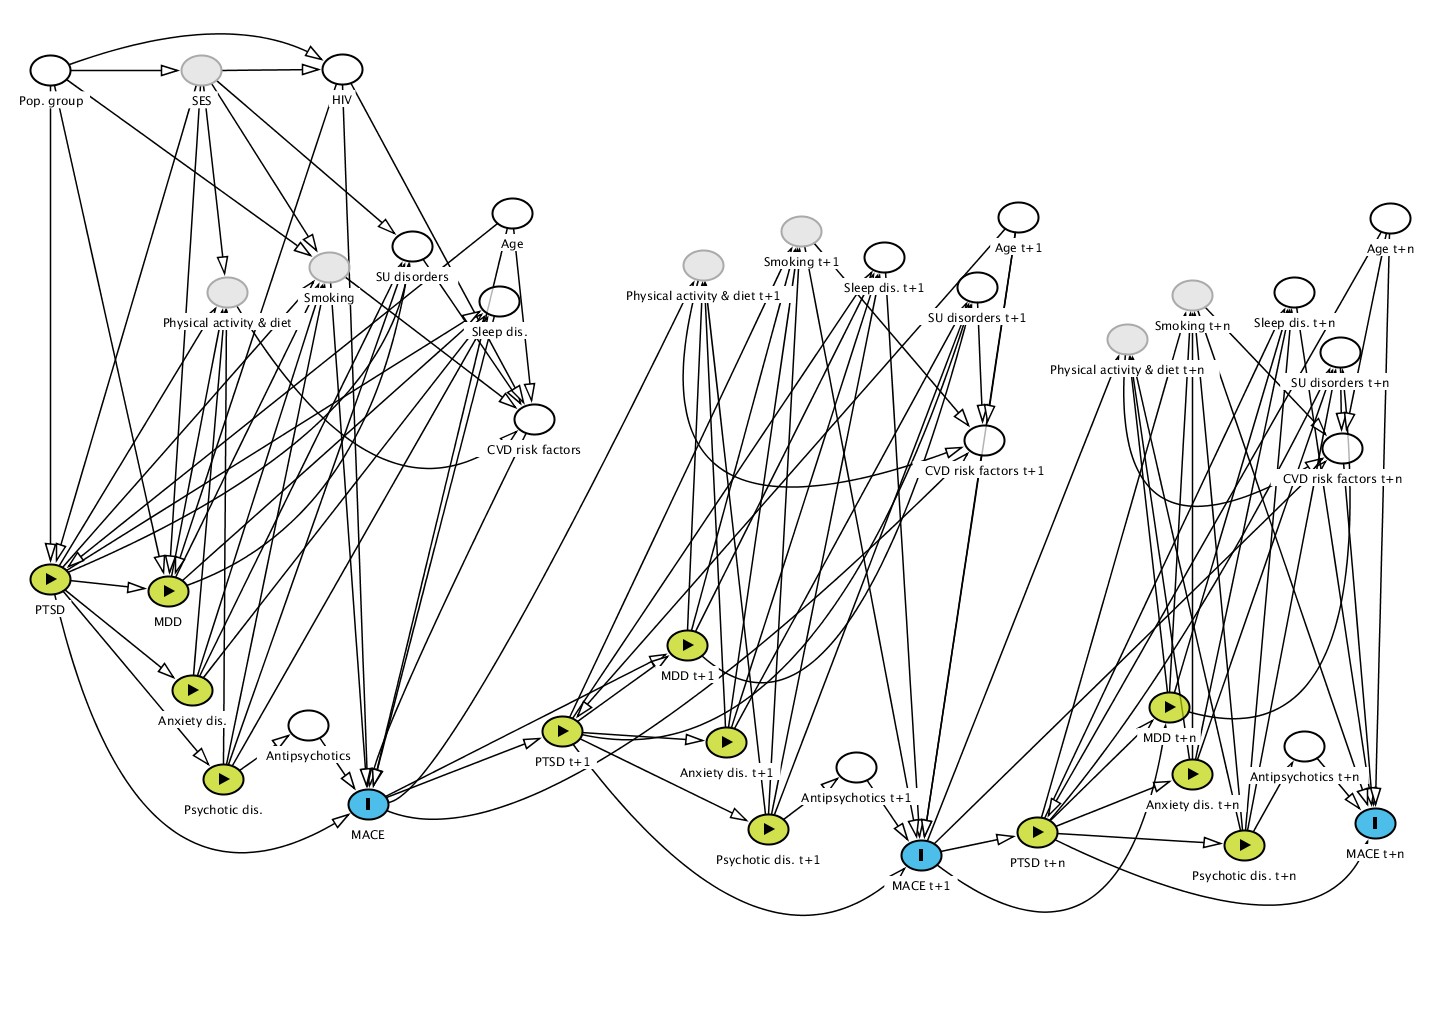 Pop. group
SES
HIV
Age
SU disorders
Smoking
Physical activity & diet
Sleep dis.
CVD risk factors
PTSD
MDD
Anxiety dis.
Antipsychotics
Psychotic dis.
MACE
Age t+1
Smoking t+1
Sleep dis. t+1
Physical activity & diet t+1
SU disorders t+1
CVD risk factors t+1
MDD t+1
PTSD t+1
Anxiety dis. t+1
Antipsychotics t+1
Psychotic dis. t+1
MACE t+1
Age t+n
Smoking t+n
Sleep dis. t+n
Physical activity & diet t+n
SU disorders t+n
CVD risk factors t+n
MDD t+n
Antipsychotics t+n
Anxiety dis. t+n
PTSD t+n
Psychotic dis. t+n
MACE t+n